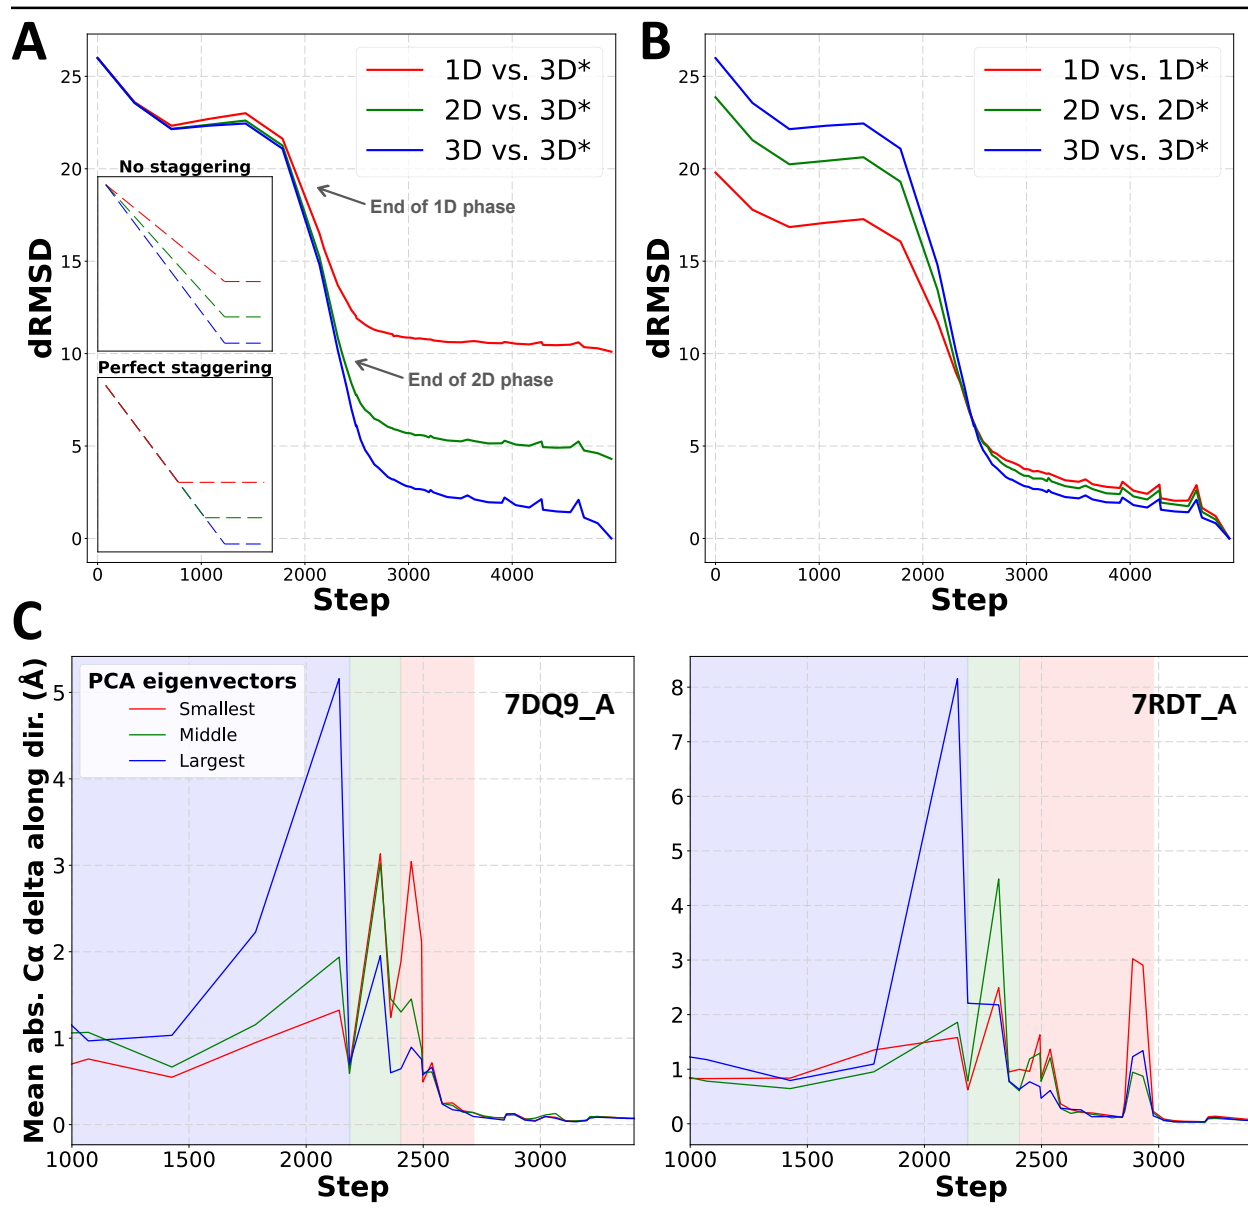 A
B
1D vs. 3D*
2D vs. 3D*
3D vs. 3D*
No staggering
Perfect staggering
End of 1D phase
End of 2D phase
dRMSD
25
20
15
10
5
0
0 1000 2000 3000 4000
Step
1D vs. 1D*
2D vs. 2D*
3D vs. 3D*
dRMSD
25
20
15
10
5
0
0 1000 2000 3000 4000
Step
C
PCA eigenvectors
Smallest
Middle
Largest
7DQ9_A
Mean abs. Cα delta along dir. (Å)
5
4
3
2
1
0
1000 1500 2000 2500 3000
Step
7RDT_A
8
7
6
5
4
3
2
1
0
1000 1500 2000 2500 3000
Step